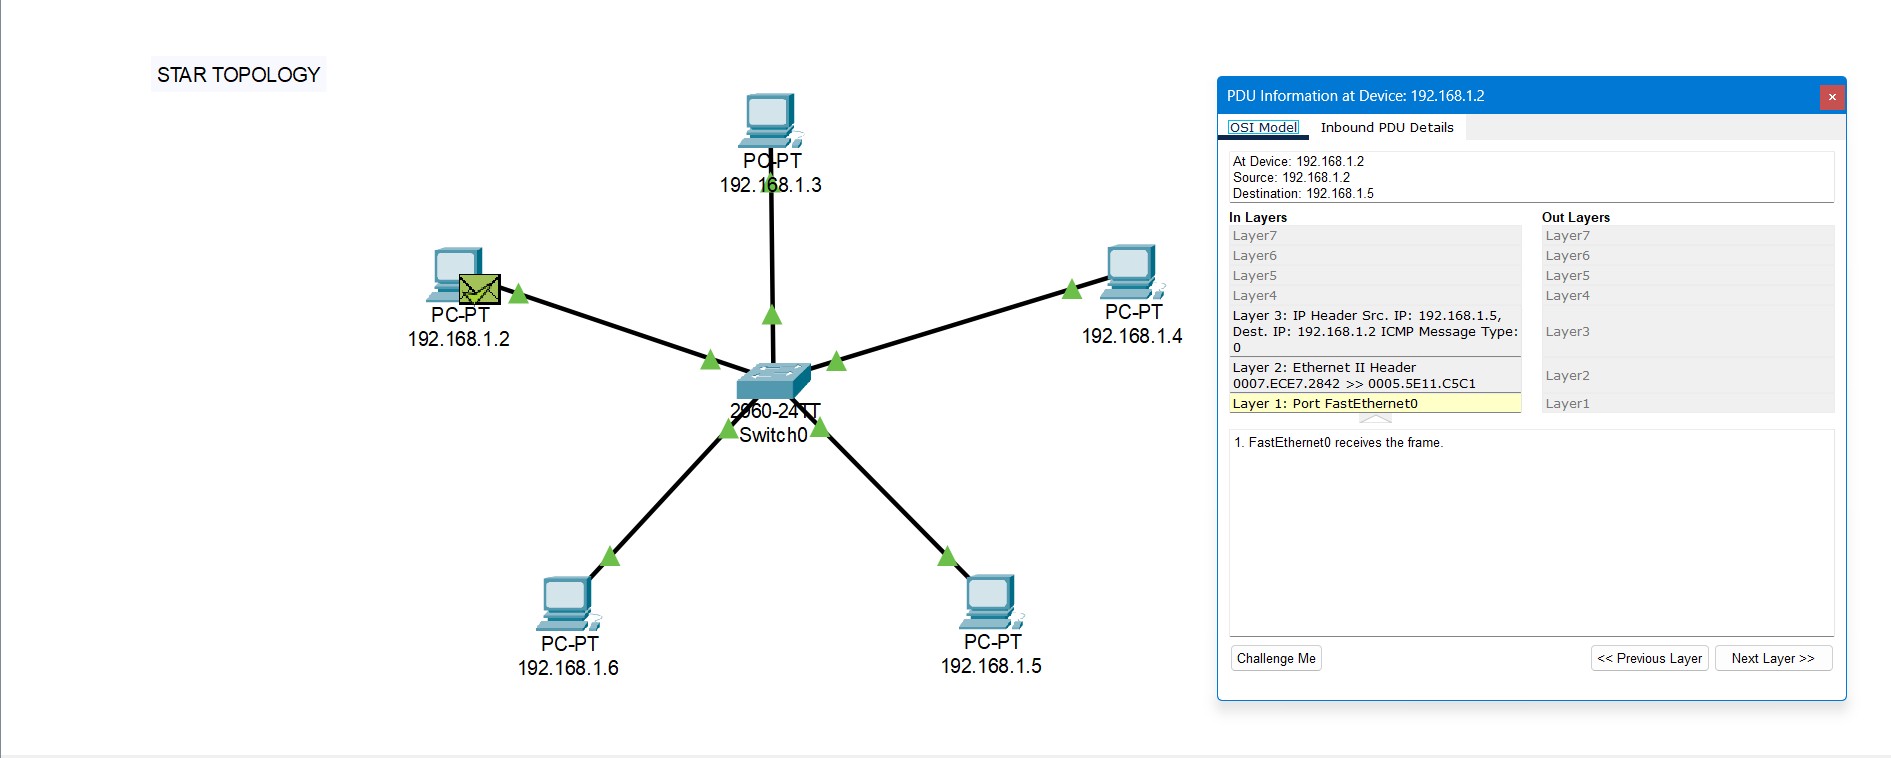 STAR TOPOLOGY
PC-PT
192.168.1.3
PC-PT
192.168.1.2
PC-PT
192.168.1.4
2960-24TT
Switch0
PC-PT
192.168.1.6
PC-PT
192.168.1.5
PDU Information at Device: 192.168.1.2
OSI Model
Inbound PDU Details
At Device: 192.168.1.2
Source: 192.168.1.2
Destination: 192.168.1.5
In Layers
Layer7
Layer6
Layer5
Layer4
Layer 3: IP Header Src. IP: 192.168.1.5,
Dest. IP: 192.168.1.2 ICMP Message Type:
0
Layer 2: Ethernet II Header
0007.ECE7.2842 >> 0005.5E11.C5C1
Layer 1: Port FastEthernet0
Out Layers
Layer7
Layer6
Layer5
Layer4
Layer3
Layer2
Layer1
1. FastEthernet0 receives the frame.
Challenge Me
<< Previous Layer
Next Layer >>